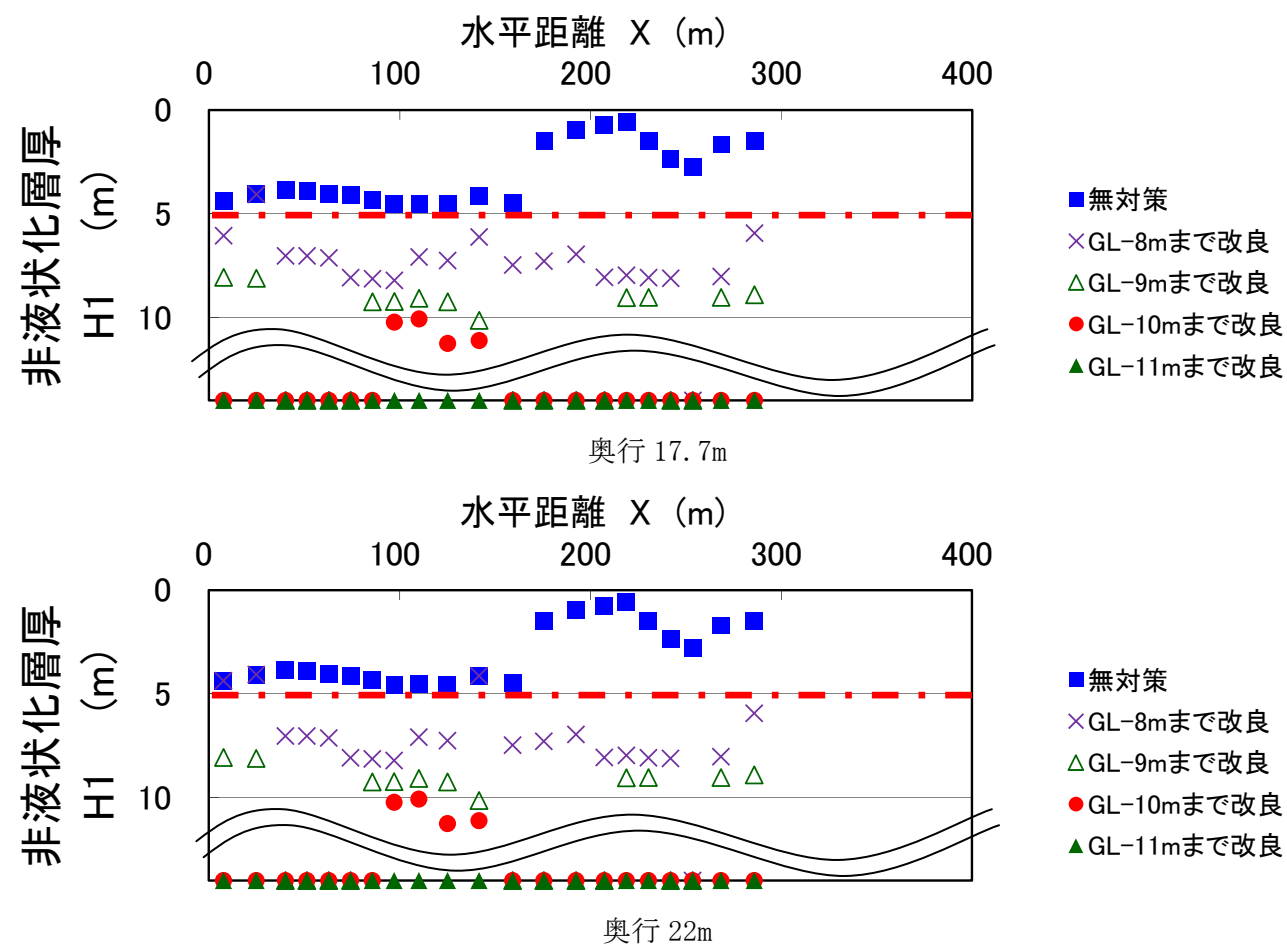 水平距離 X (m)
0 100 200 300 400
非液状化層厚
H1 (m)
0
5
10
無対策
GL-8mまで改良
GL-9mまで改良
GL-10mまで改良
GL-11mまで改良
奥行 17.7m
水平距離 X (m)
0 100 200 300 400
非液状化層厚
H1 (m)
0
5
10
無対策
GL-8mまで改良
GL-9mまで改良
GL-10mまで改良
GL-11mまで改良
奥行 22m